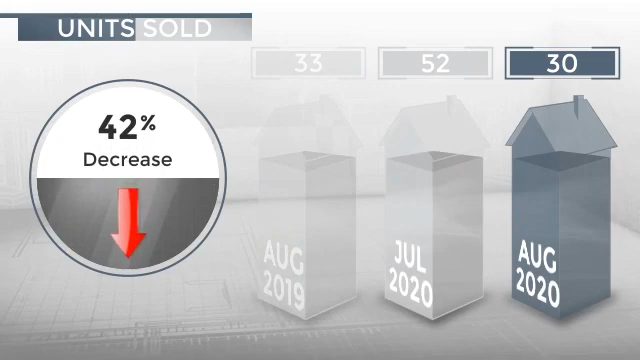 UNITS SOLD
33
52
30
42%
Decrease
AUG
2019
JUL
2020
AUG
2020